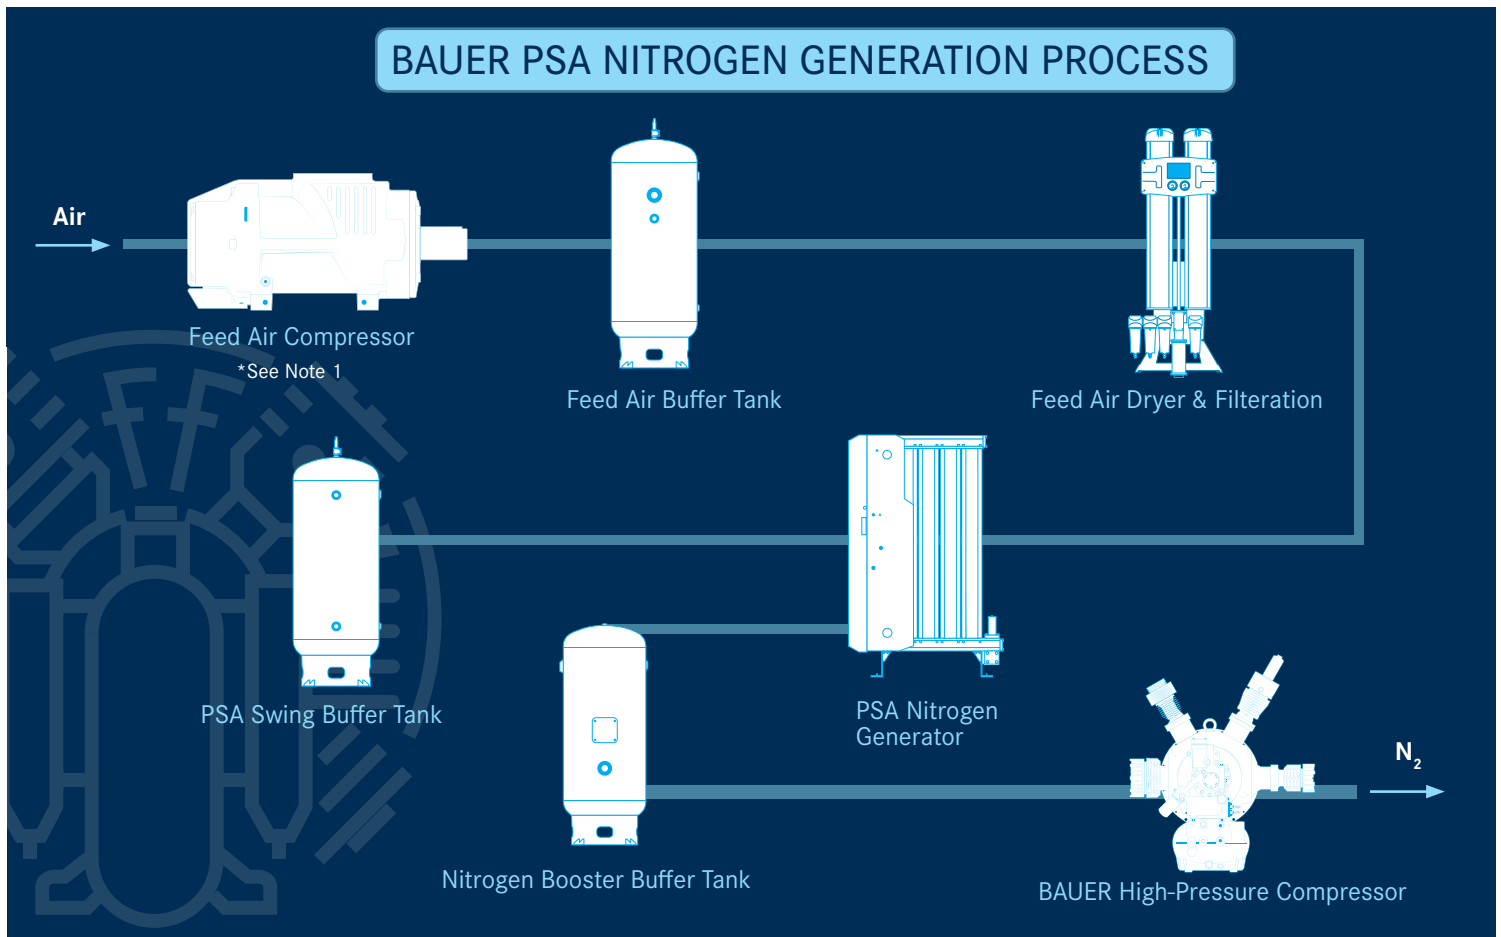 BAUER PSA NITROGEN GENERATION PROCESS
Air
Feed Air Compressor
*See Note 1
Feed Air Buffer Tank
Feed Air Dryer & Filteration
PSA Swing Buffer Tank
PSA Nitrogen
Generator
N2
Nitrogen Booster Buffer Tank
BAUER High-Pressure Compressor